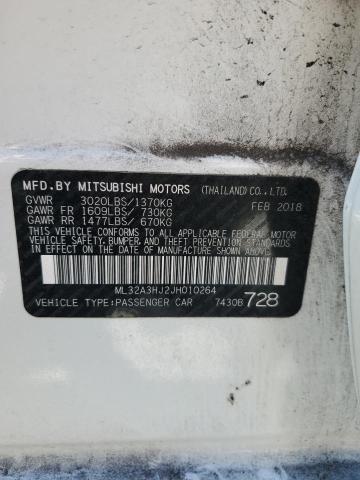 MFD.BY MITSUBISHI MOTORS (THAILAND) CO., LTD.
GVWR 3020LBS/1370KG FEB 2018
GAWR FR 1609LBS/ 730KG
GAWR RR 1477LBS/ 670KG
THIS VEHICLE CONFORMS TO ALL APPLICABLE FEDERAL MOTOR
VEHICLE SAFETY, BUMPER, AND THEFT PREVENTION STANDARDS
IN EFFECT ON THE DATE OF MANUFACTURE SHOWN ABOVE.
ML32A3HJ2JH010264
VEHICLE TYPE:PASSENGER CAR 7430B 728